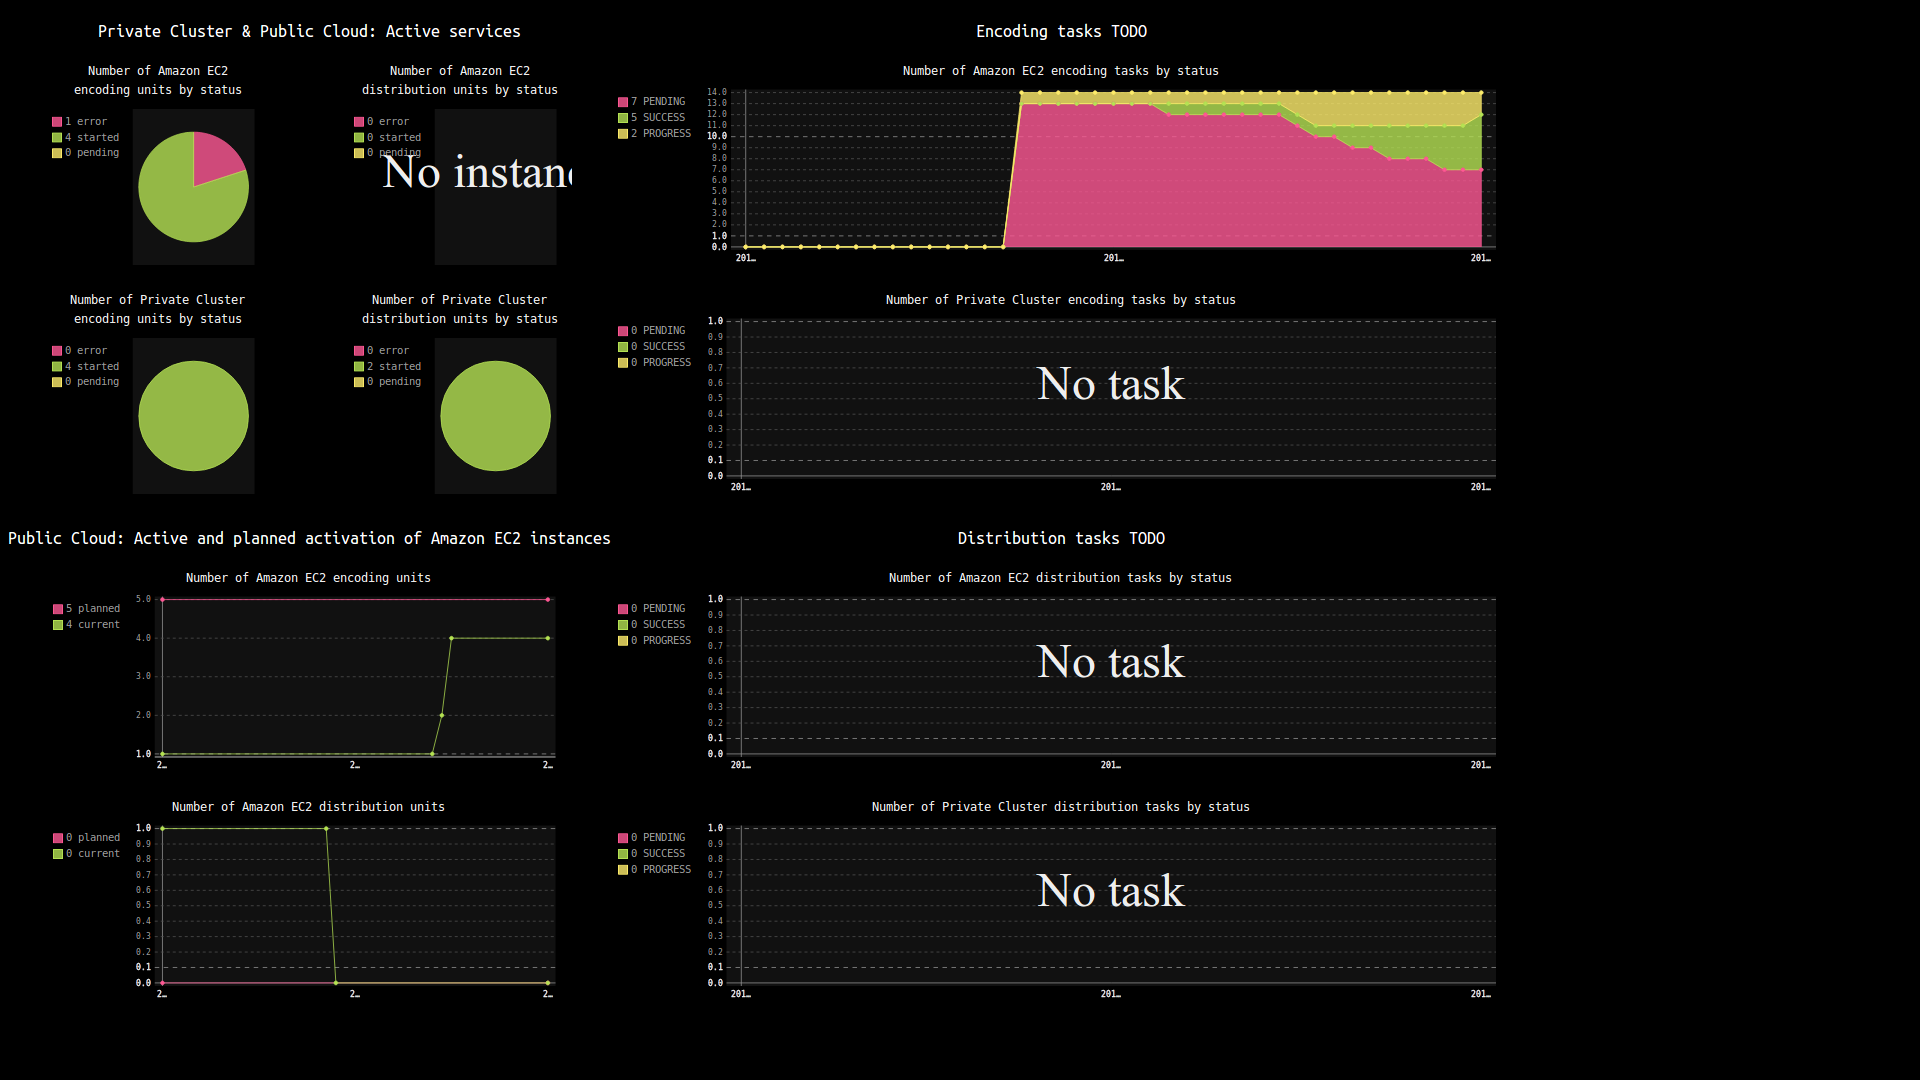 Private Cluster & Public Cloud: Active services
Number of Amazon EC2
encoding units by status
1 error
4 started
0 pending
Number of Amazon EC2
distribution units by status
0 error
0 started
0 pending
No instanc
Number of Private Cluster
encoding units by status
0 error
4 started
0 pending
Number of Private Cluster
distribution units by status
0 error
2 started
0 pending
Encoding tasks TODO
Number of Amazon EC2 encoding tasks by status
7 PENDING
5 SUCCESS
2 PROGRESS
14.0
13.0
12.0
11.0
10.0
9.0
8.0
7.0
6.0
5.0
4.0
3.0
2.0
1.0
0.0
201… 201… 201…
Number of Private Cluster encoding tasks by status
0 PENDING
0 SUCCESS
0 PROGRESS
1.0
0.9
0.8
0.7
0.6
0.5
0.4
0.3
0.2
0.1
0.0
No task
201… 201… 201…
Public Cloud: Active and planned activation of Amazon EC2 instances
Number of Amazon EC2 encoding units
5 planned
4 current
5.0
4.0
3.0
2.0
1.0
2… 2… 2…
Number of Amazon EC2 distribution units
0 planned
0 current
1.0
0.9
0.8
0.7
0.6
0.5
0.4
0.3
0.2
0.1
0.0
2… 2… 2…
Distribution tasks TODO
Number of Amazon EC2 distribution tasks by status
0 PENDING
0 SUCCESS
0 PROGRESS
1.0
0.9
0.8
0.7
0.6
0.5
0.4
0.3
0.2
0.1
0.0
No task
201… 201… 201…
Number of Private Cluster distribution tasks by status
0 PENDING
0 SUCCESS
0 PROGRESS
1.0
0.9
0.8
0.7
0.6
0.5
0.4
0.3
0.2
0.1
0.0
No task
201… 201… 201…